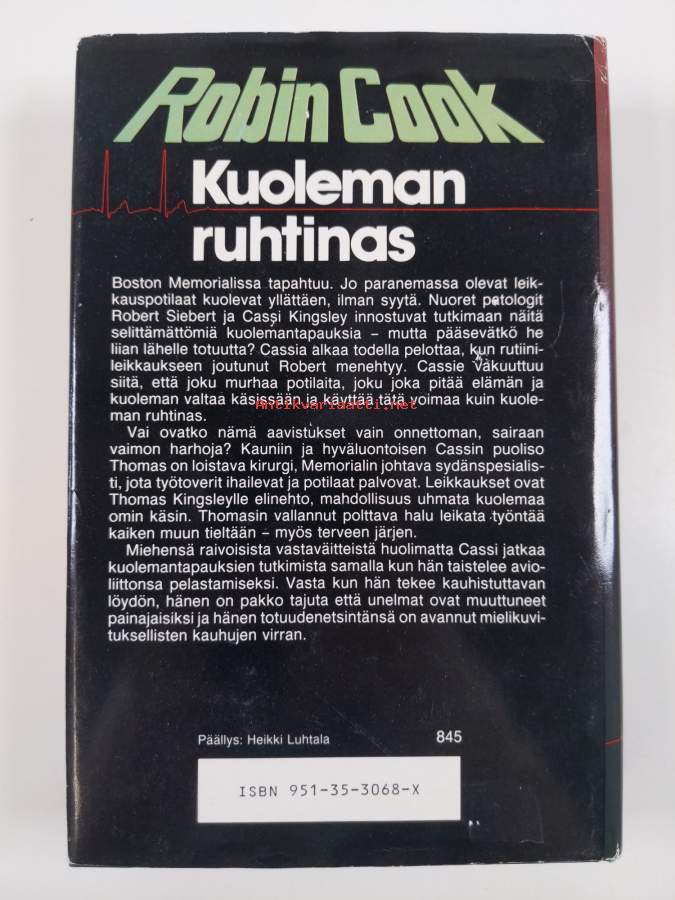 Robin Cook
Kuoleman
ruhtinas
Boston Memorialissa tapahtuu. Jo paranemassa olevat leik-
kauspotilaat kuolevat yllättäen, ilman syytä. Nuoret patologit
Robert Siebert ja Cassi Kingsley innostuvat tutkimaan näitä
selittämättömiä kuolemantapauksia – mutta pääsevätkö he
liian lähelle totuutta? Cassia alkaa todella pelottaa, kun rutiini-
leikkaukseen joutunut Robert menehtyy. Cassie vakuuttuu
siitä, että joku murhaa potilaita, joku joka pitää elämän ja
kuoleman valtaa käsissään ja käyttää tätä voimaa kuin kuole-
man ruhtinas.
Antikvariaatti.net
Vai ovatko nämä aavistukset vain onnettoman, sairaan
vaimon harhoja? Kauniin ja hyväluontoisen Cassin puoliso
Thomas on loistava kirurgi, Memorialin johtava sydänspesialis-
ti, jota työtoverit ihailevat ja potilaat palvovat. Leikkaukset ovat
Thomas Kingsleylle elinehto, mahdollisuus uhmata kuolemaa
omin käsin. Thomasin vallannut polttava halu leikata työntää
kaiken muun tieltään – myös terveen järjen.
Miehensä raivoisista vastaväitteistä huolimatta Cassi jatkaa
kuolemantapauksien tutkimista samalla kun hän taistelee avio-
liittonsa pelastamiseksi. Vasta kun hän tekee kauhistuttavan
löydön, hänen on pakko tajuta että unelmat ovat muuttuneet
painajaisiksi ja hänen totuudenetsintänsä on avannut mielikuvi-
tuksellisten kauhujen virran.
Päällys: Heikki Luhtala
845
ISBN 951-35-3068-X